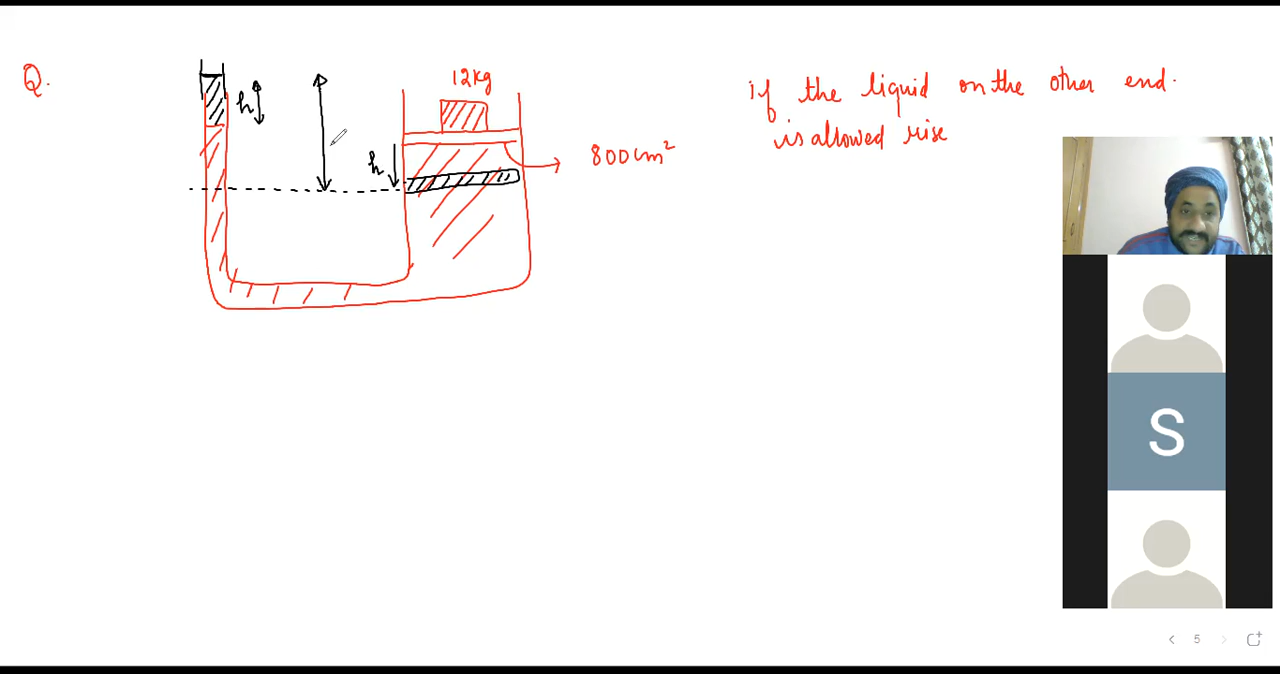 Q.
12kg
if the liquid on the other end.
is allowed rise
h
h
800cm²
S
5